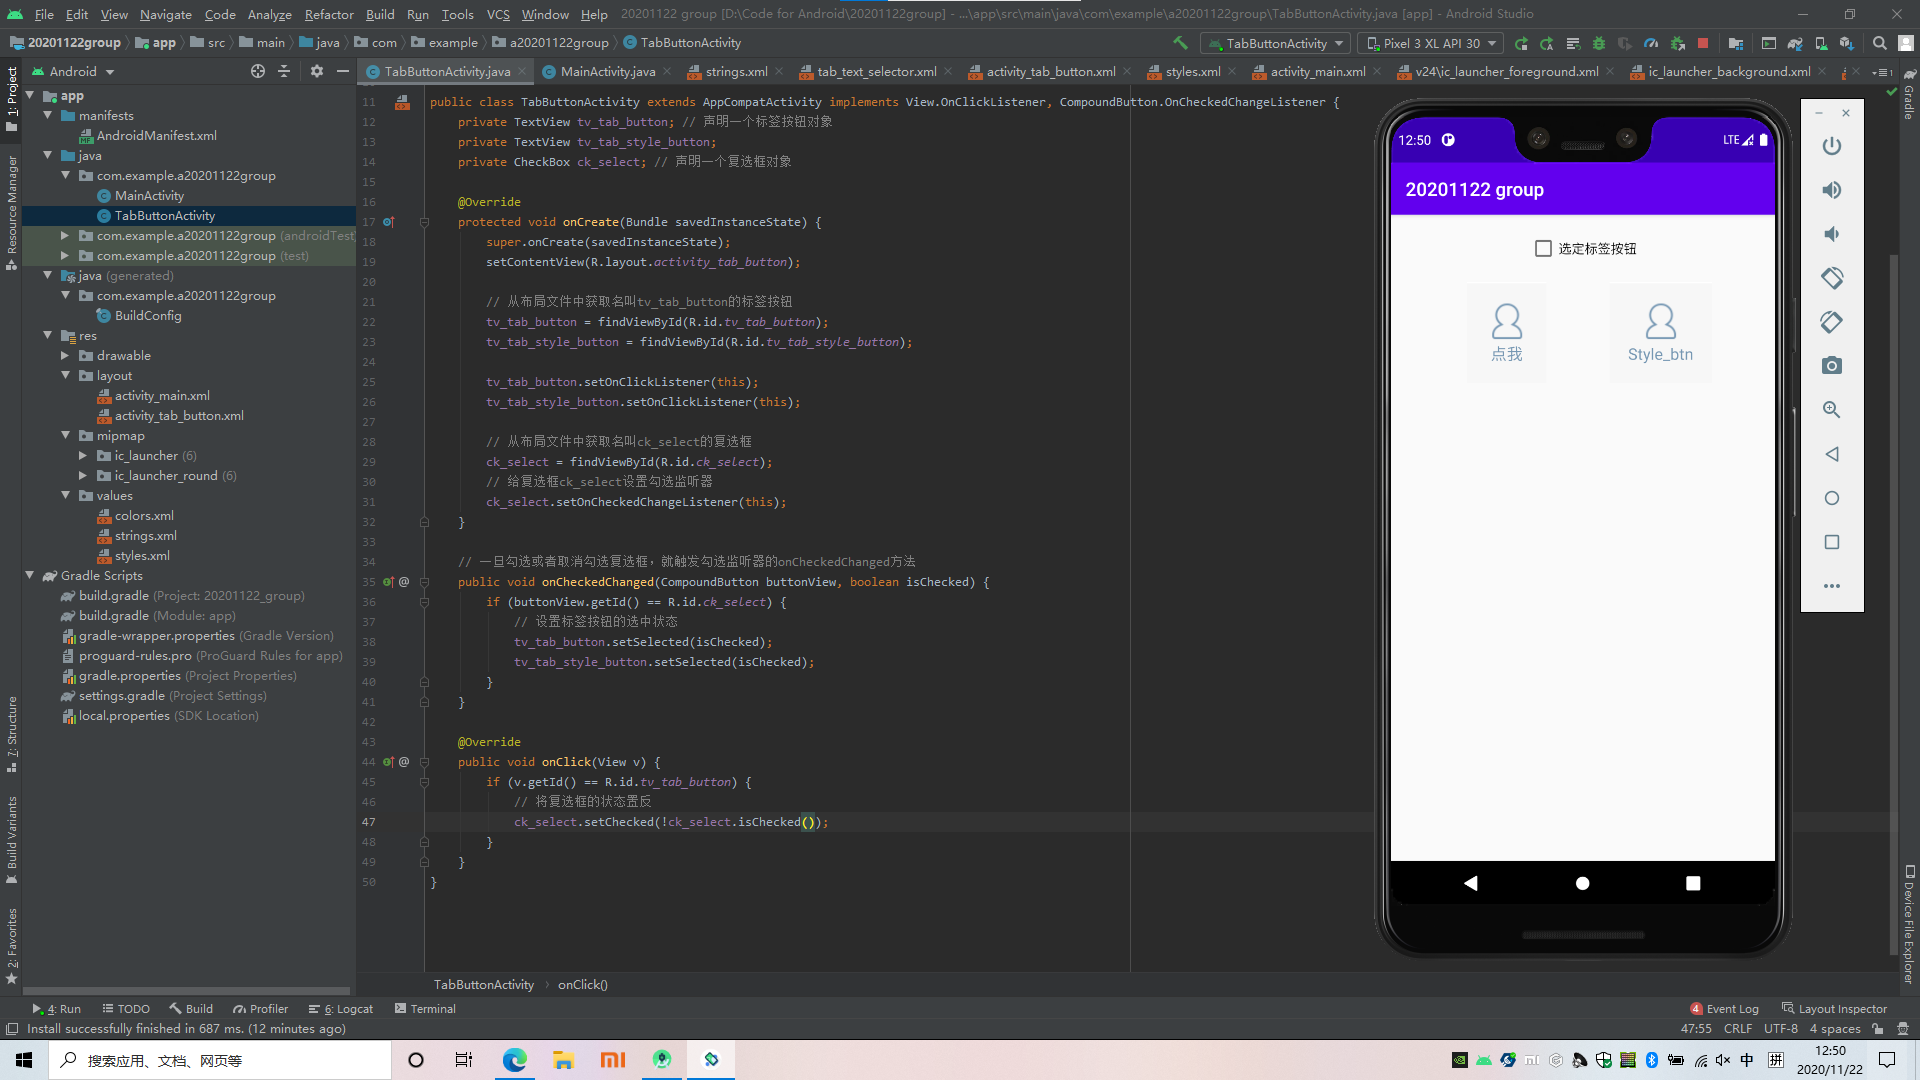 File Edit View Navigate Code Analyze Refactor Build Run Tools VCS Window Help 20201122 group [D:\Code for Android\20201122group] - ...\app\src\main\java\com\example\a20201122group\TabButtonActivity.java [app] - Android Studio
20201122group app src main java com example a20201122group TabButtonActivity TabButtonActivity Pixel 3 XL API 30
Android TabButtonActivity.java MainActivity.java strings.xml tab_text_selector.xml activity_tab_button.xml styles.xml activity_main.xml v24\ic_launcher_foreground.xml ic_launcher_background.xml
1: Project
Resource Manager
7: Structure
Build Variants
2: Favorites
app
manifests
AndroidManifest.xml
java
com.example.a20201122group
MainActivity
TabButtonActivity
com.example.a20201122group (androidTest
com.example.a20201122group (test)
java (generated)
com.example.a20201122group
BuildConfig
res
drawable
layout
activity_main.xml
activity_tab_button.xml
mipmap
ic_launcher (6)
ic_launcher_round (6)
values
colors.xml
strings.xml
styles.xml
Gradle Scripts
build.gradle (Project: 20201122_group)
build.gradle (Module: app)
gradle-wrapper.properties (Gradle Version)
proguard-rules.pro (ProGuard Rules for app)
gradle.properties (Project Properties)
settings.gradle (Project Settings)
local.properties (SDK Location)
11 public class TabButtonActivity extends AppCompatActivity implements View.OnClickListener, CompoundButton.OnCheckedChangeListener {
12 private TextView tv_tab_button; // 声明一个标签按钮对象
13 private TextView tv_tab_style_button;
14 private CheckBox ck_select; // 声明一个复选框对象
15
16 @Override
17 protected void onCreate(Bundle savedInstanceState) {
18 super.onCreate(savedInstanceState);
19 setContentView(R.layout.activity_tab_button);
20
21 // 从布局文件中获取名叫tv_tab_button的标签按钮
22 tv_tab_button = findViewById(R.id.tv_tab_button);
23 tv_tab_style_button = findViewById(R.id.tv_tab_style_button);
24
25 tv_tab_button.setOnClickListener(this);
26 tv_tab_style_button.setOnClickListener(this);
27
28 // 从布局文件中获取名叫ck_select的复选框
29 ck_select = findViewById(R.id.ck_select);
30 // 给复选框ck_select设置勾选监听器
31 ck_select.setOnCheckedChangeListener(this);
32 }
33
34 // 一旦勾选或者取消勾选复选框，就触发勾选监听器的onCheckedChanged方法
35 @ public void onCheckedChanged(CompoundButton buttonView, boolean isChecked) {
36 if (buttonView.getId() == R.id.ck_select) {
37 // 设置标签按钮的选中状态
38 tv_tab_button.setSelected(isChecked);
39 tv_tab_style_button.setSelected(isChecked);
40 }
41 }
42
43 @Override
44 @ public void onClick(View v) {
45 if (v.getId() == R.id.tv_tab_button) {
46 // 将复选框的状态置反
47 ck_select.setChecked(!ck_select.isChecked());
48 }
49 }
50 }
TabButtonActivity onClick()
12:50 LTE
20201122 group
选定标签按钮
点我 Style_btn
Gradle
Device File Explorer
4: Run TODO Build Profiler 6: Logcat Terminal 4 Event Log Layout Inspector
Install successfully finished in 687 ms. (12 minutes ago) 47:55 CRLF UTF-8 4 spaces
搜索应用、文档、网页等 中 拼 12:50
2020/11/22